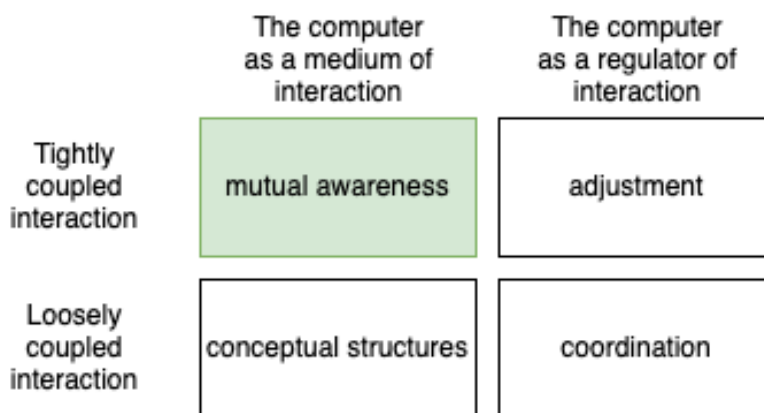 The computer
as a medium of
interaction
The computer
as a regulator of
interaction
Tightly
coupled
interaction
mutual awareness
adjustment
Loosely
coupled
interaction
conceptual structures
coordination